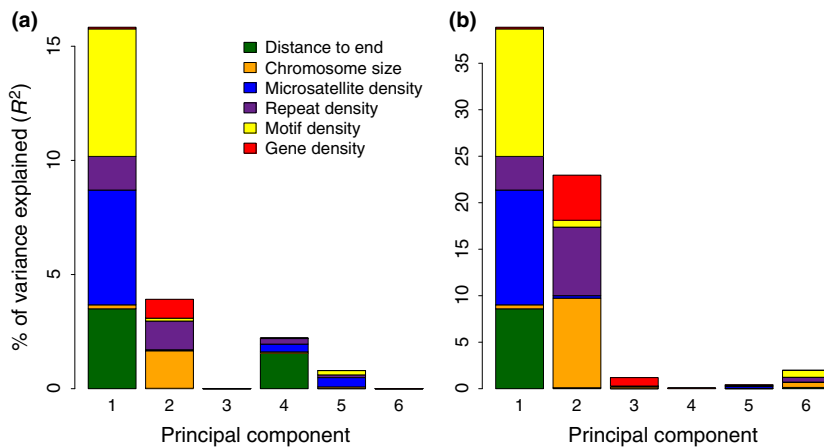 (a)
% of variance explained (R²)
15
10
5
0
Distance to end
Chromosome size
Microsatellite density
Repeat density
Motif density
Gene density
1 2 3 4 5 6
Principal component
(b)
35
30
25
20
15
10
5
0
1 2 3 4 5 6
Principal component